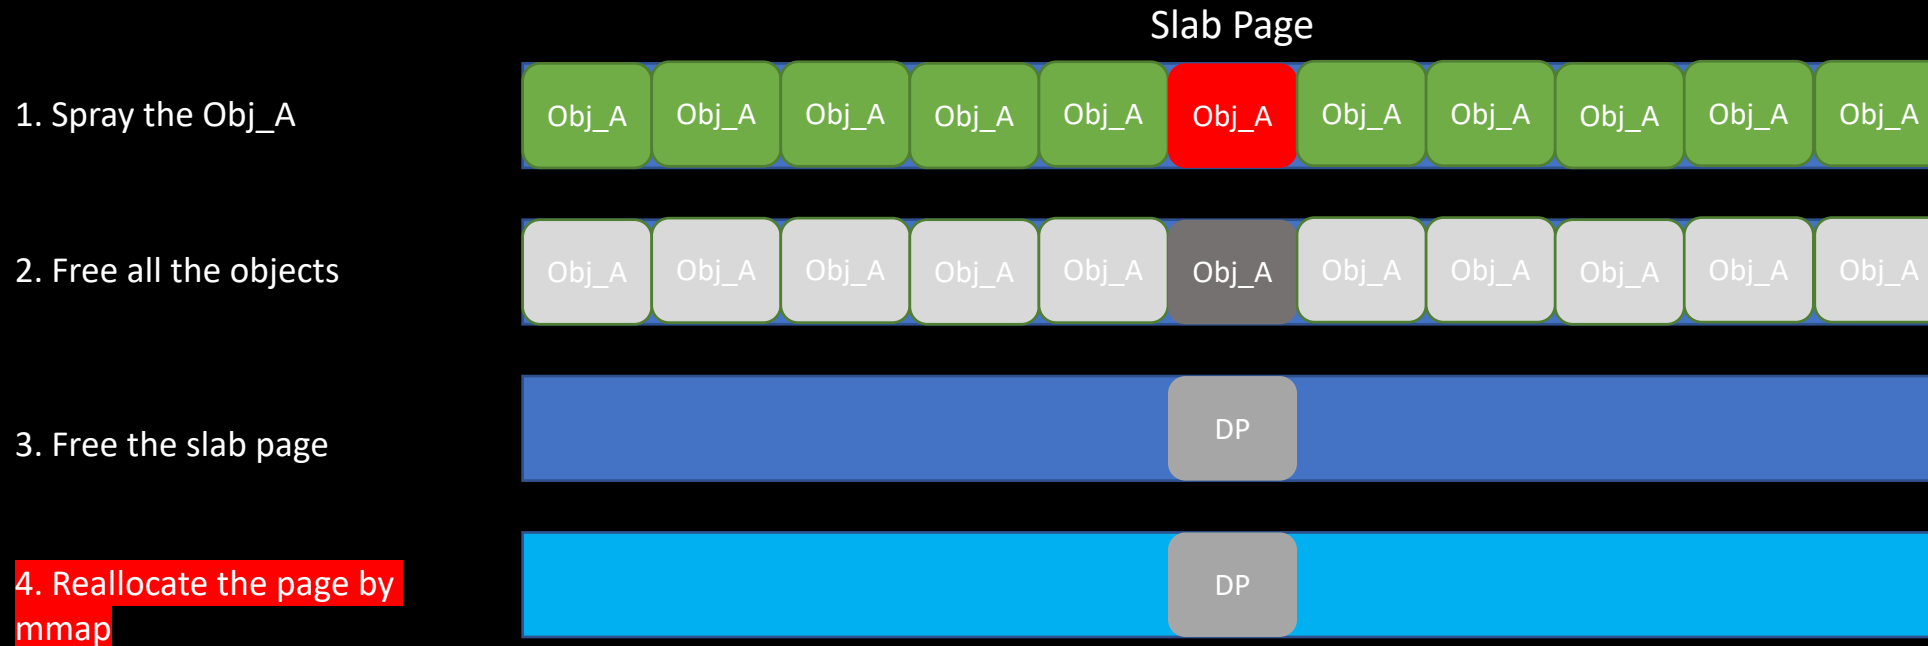 Slab Page
1. Spray the Obj_A
Obj_A Obj_A Obj_A Obj_A Obj_A Obj_A Obj_A Obj_A Obj_A Obj_A Obj_A
2. Free all the objects
Obj_A Obj_A Obj_A Obj_A Obj_A Obj_A Obj_A Obj_A Obj_A Obj_A Obj_A
3. Free the slab page
DP
4. Reallocate the page by
mmap
DP